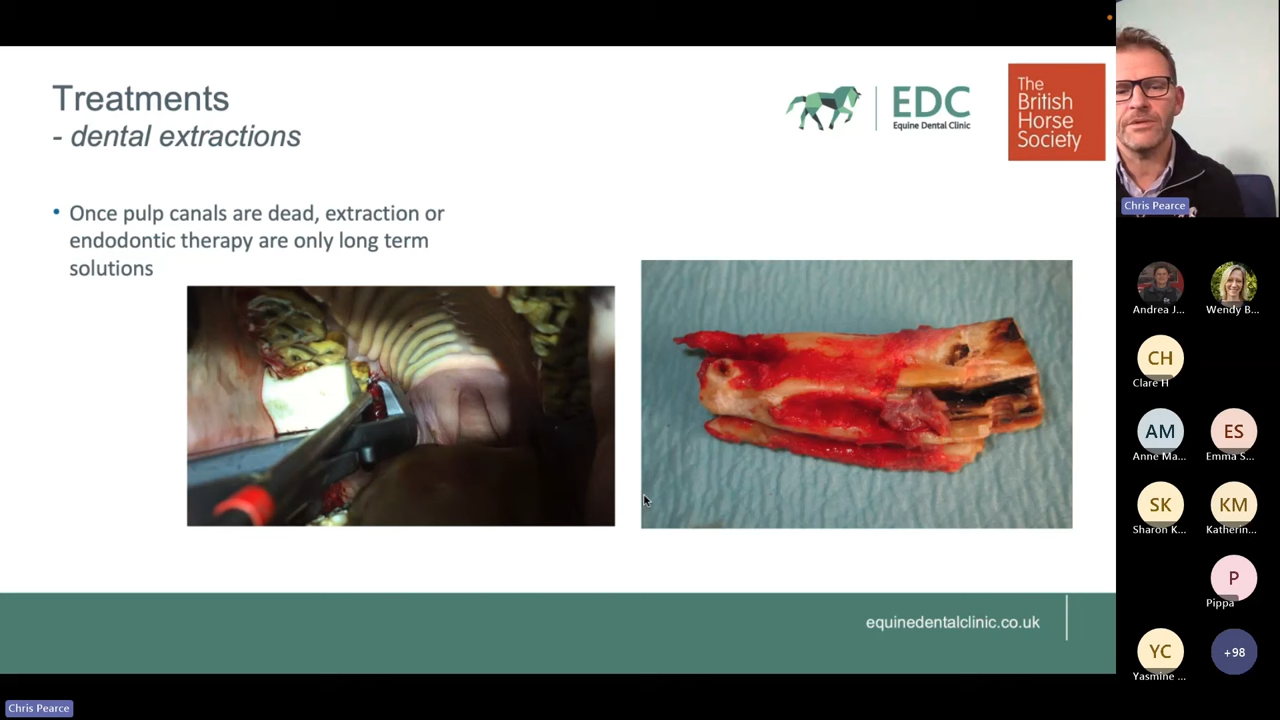 Treatments
- dental extractions
EDC
Equine Dental Clinic
The
British
Horse
Society
• Once pulp canals are dead, extraction or
endodontic therapy are only long term
solutions
equinedentalclinic.co.uk
Chris Pearce
Andrea J...
Wendy B...
CH
Clare H
AM
ES
Anne Ma...
Emma S...
SK
KM
Sharon K...
Katherin...
P
Pippa
YC
+98
Yasmine ...
Chris Pearce